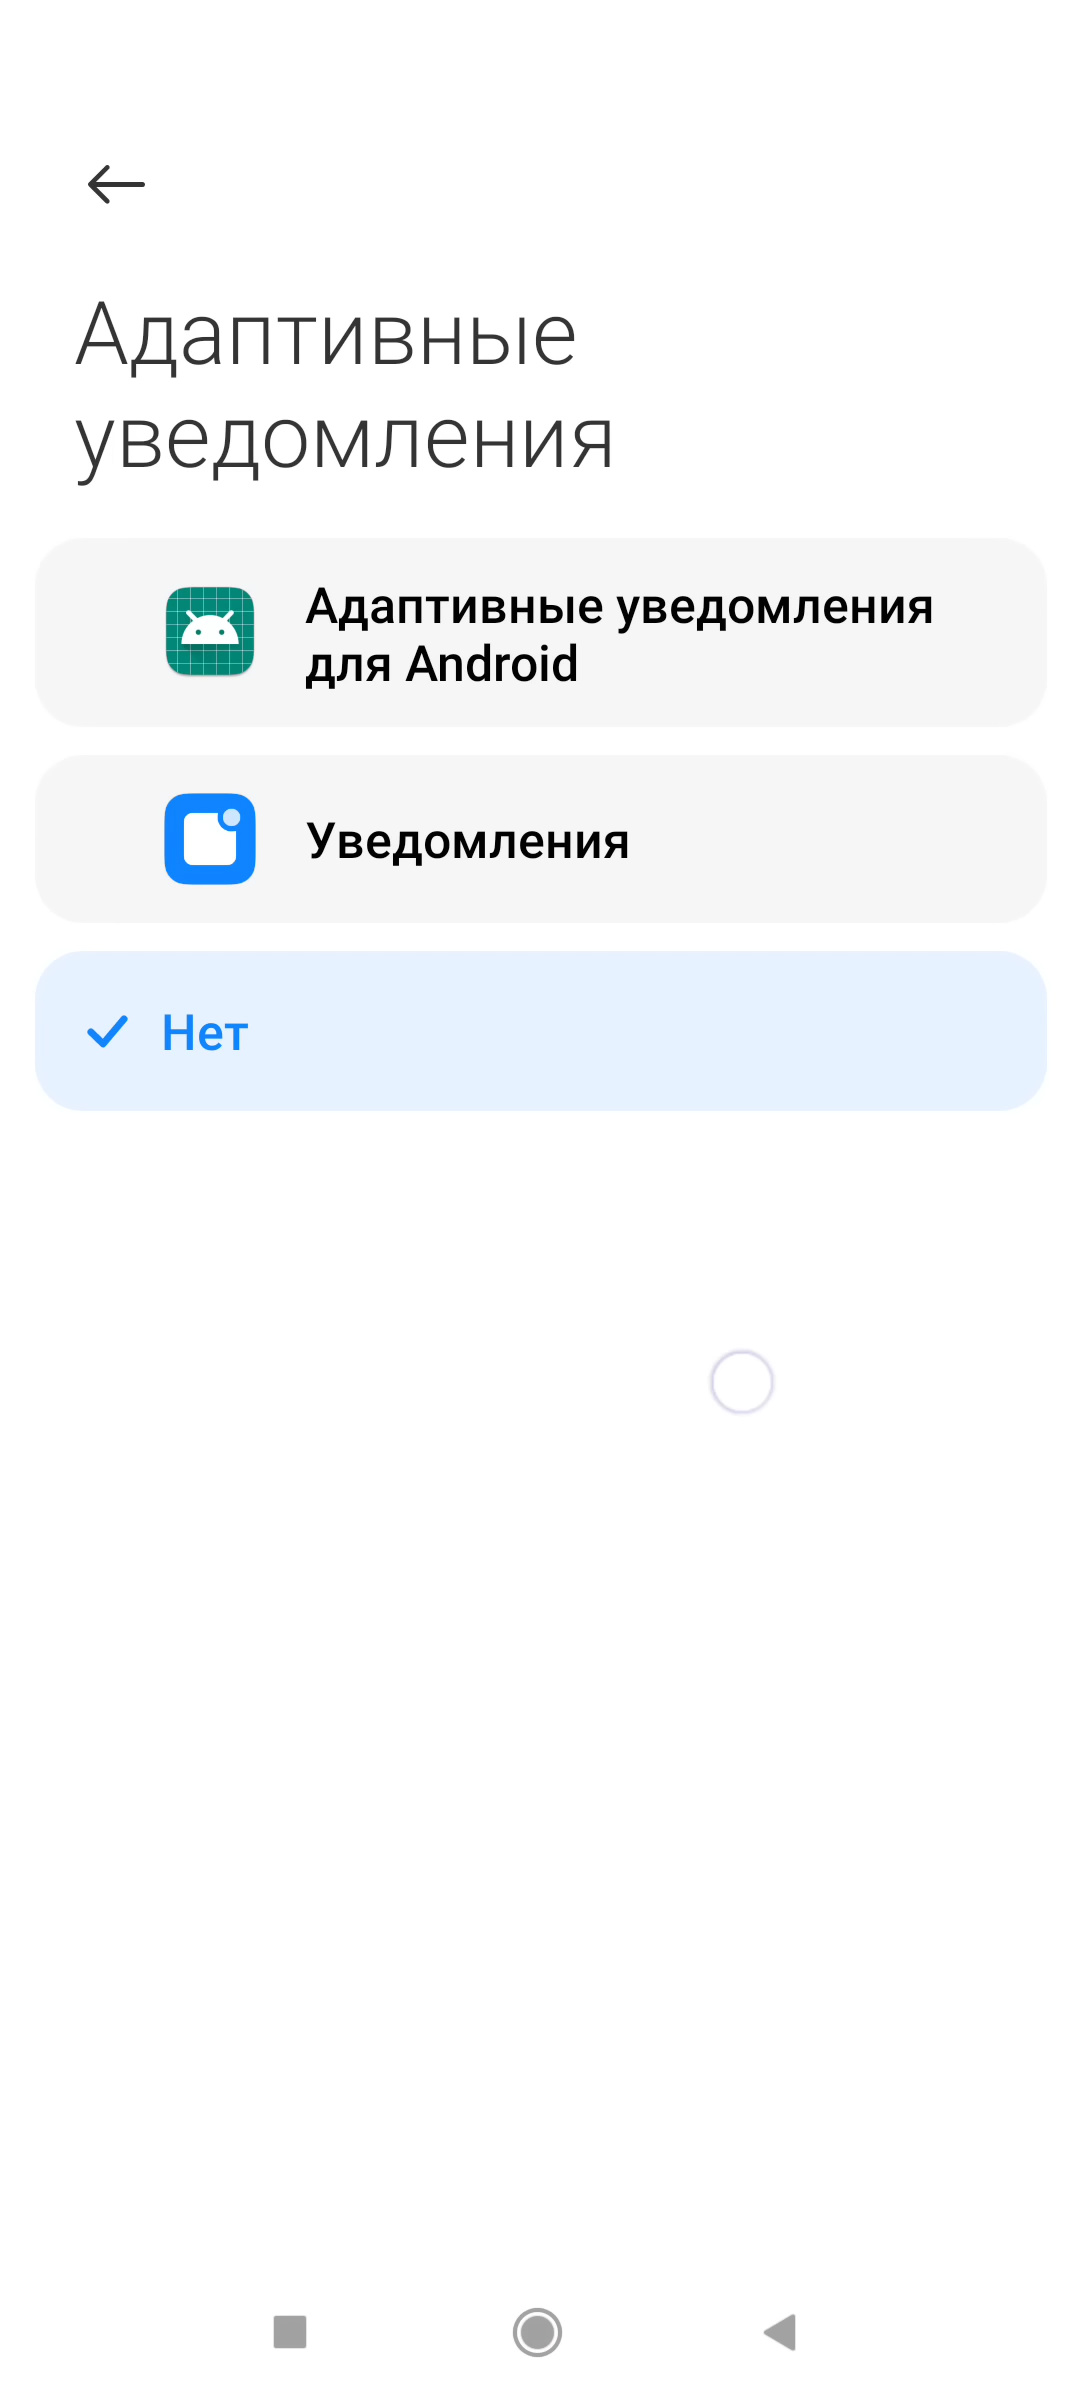 Адаптивные
уведомления
Адаптивные уведомления
для Android
Уведомления
Нет